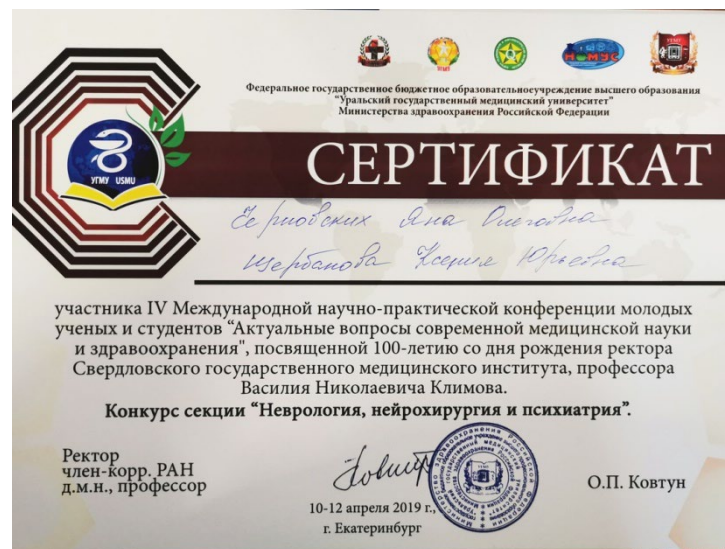 УГМУ
НОМУС
УГМУ
Федеральное государственное бюджетное образовательноеучреждение высшего образования
"Уральский государственный медицинский университет"
Министерства здравоохранения Российской Федерации
УГМУ USMU
СЕРТИФИКАТ
Яна Олеговна
Щербакова Ксения Юрьевна
участника IV Международной научно-практической конференции молодых
ученых и студентов "Актуальные вопросы современной медицинской науки
и здравоохранения", посвященной 100-летию со дня рождения ректора
Свердловского государственного медицинского института, профессора
Василия Николаевича Климова.
Конкурс секции "Неврология, нейрохирургия и психиатрия".
Ректор
член-корр. РАН
д.м.н., профессор
О.П. Ковтун
10-12 апреля 2019 г.,
г. Екатеринбург